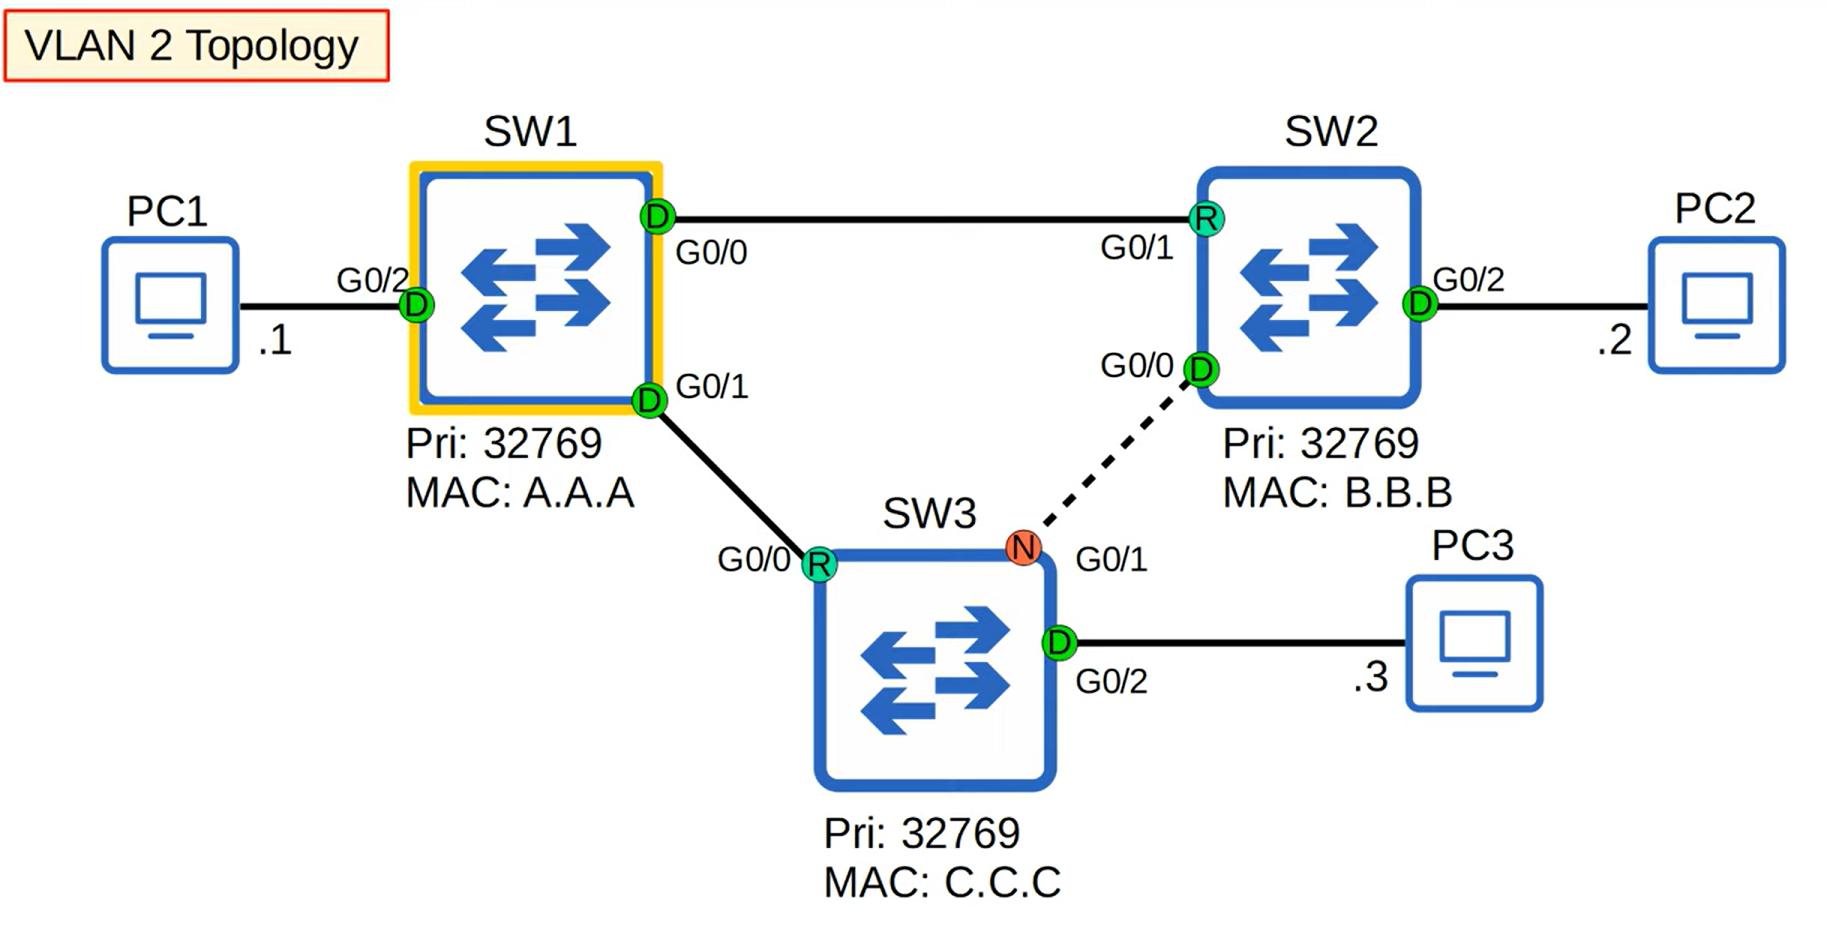 VLAN 2 Topology
SW1
SW2
PC1
PC2
D
R
G0/0
G0/1
G0/2
D
G0/2
D
.1
.2
G0/0
D
G0/1
D
Pri: 32769
MAC: A.A.A
Pri: 32769
MAC: B.B.B
SW3
PC3
G0/0
R
N
G0/1
D
G0/2
.3
Pri: 32769
MAC: C.C.C